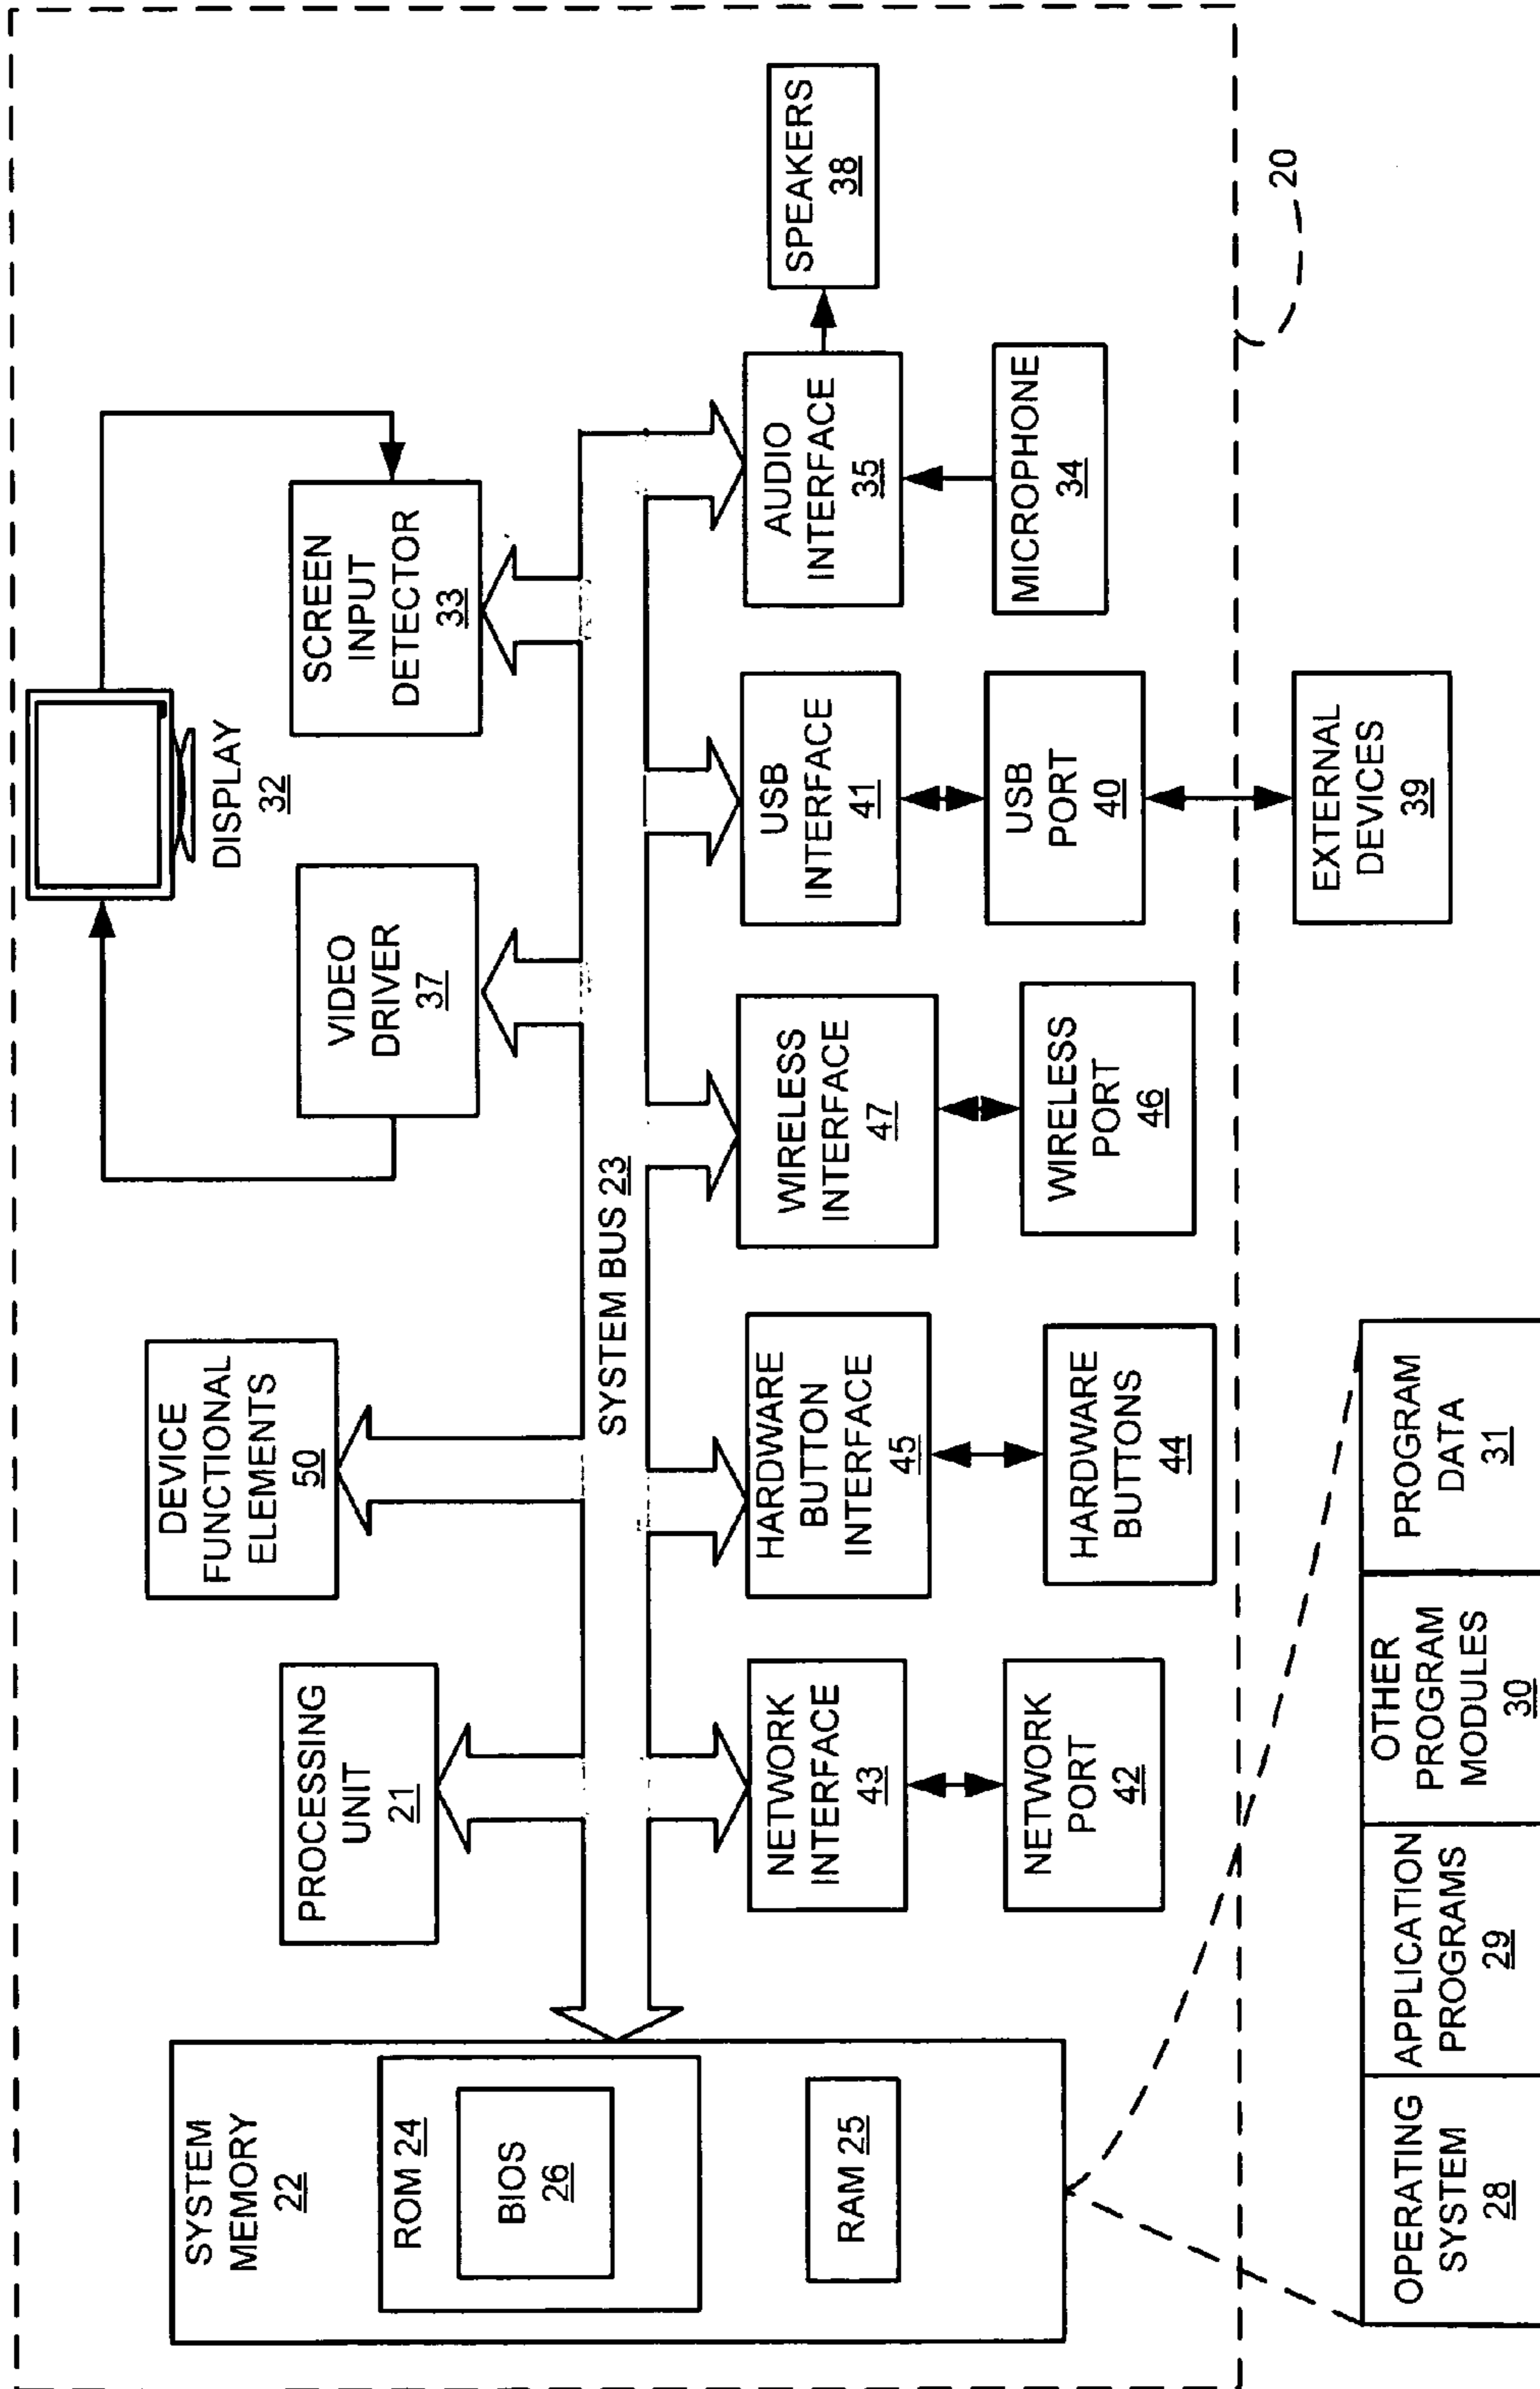 SYSTEM
MEMORY
22
ROM 24
BIOS
26
RAM 25
PROCESSING
UNIT
21
DEVICE
FUNCTIONAL
ELEMENTS
50
VIDEO
DRIVER
37
DISPLAY
32
SCREEN
INPUT
DETECTOR
33
SYSTEM BUS 23
NETWORK
INTERFACE
43
HARDWARE
BUTTON
INTERFACE
45
WIRELESS
INTERFACE
47
USB
INTERFACE
41
AUDIO
INTERFACE
35
SPEAKERS
38
NETWORK
PORT
42
HARDWARE
BUTTONS
44
WIRELESS
PORT
46
USB
PORT
40
MICROPHONE
34
20
OPERATING
SYSTEM
28
APPLICATION
PROGRAMS
29
OTHER
PROGRAM
MODULES
30
PROGRAM
DATA
31
EXTERNAL
DEVICES
39